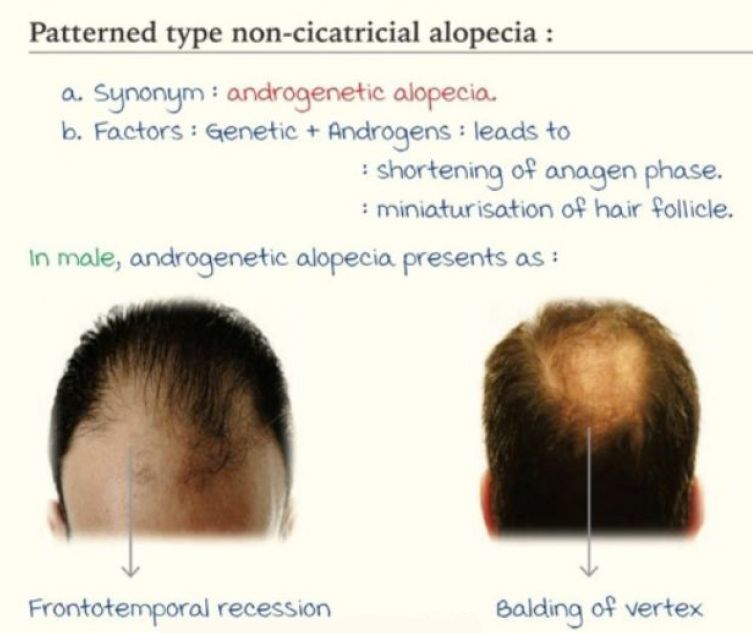 Patterned type non-cicatricial alopecia :
a. Synonym : androgenetic alopecia.
b. Factors : Genetic + Androgens : leads to
: shortening of anagen phase.
: miniaturisation of hair follicle.
In male, androgenetic alopecia presents as :
Frontotemporal recession
Balding of vertex